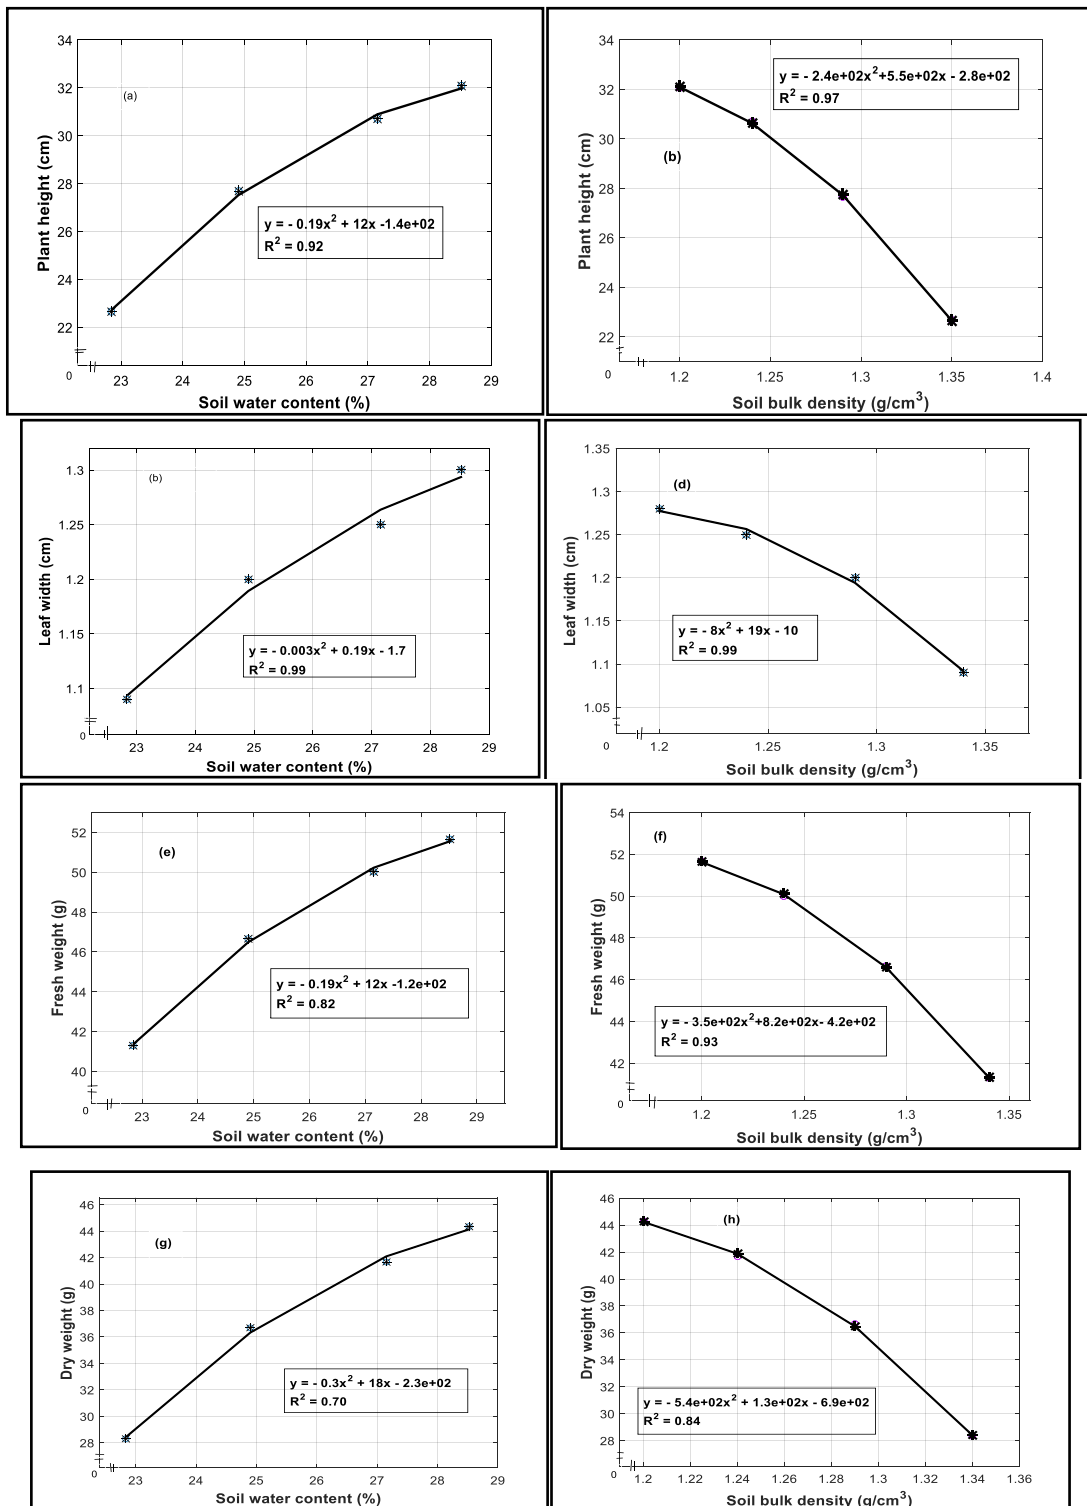 34
32
30
28
26
24
22
0
Plant height (cm)
(a)
y = - 0.19x² + 12x -1.4e+02
R² = 0.92
23 24 25 26 27 28 29
Soil water content (%)
34
32
30
28
26
24
22
0
Plant height (cm)
(b)
y = - 2.4e+02x²+5.5e+02x - 2.8e+02
R² = 0.97
1.2 1.25 1.3 1.35 1.4
Soil bulk density (g/cm³)
1.3
1.25
1.2
1.15
1.1
0
Leaf width (cm)
(b)
y = - 0.003x² + 0.19x - 1.7
R² = 0.99
23 24 25 26 27 28 29
Soil water content (%)
1.35
1.3
1.25
1.2
1.15
1.1
1.05
0
Leaf width (cm)
(d)
y = - 8x² + 19x - 10
R² = 0.99
1.2 1.25 1.3 1.35
Soil bulk density (g/cm³)
52
50
48
46
44
42
40
0
Fresh weight (g)
(e)
y = - 0.19x² + 12x -1.2e+02
R² = 0.82
23 24 25 26 27 28 29
Soil water content (%)
54
52
50
48
46
44
42
0
Fresh weight (g)
(f)
y = - 3.5e+02x²+8.2e+02x- 4.2e+02
R² = 0.93
1.2 1.25 1.3 1.35
Soil bulk density (g/cm³)
46
44
42
40
38
36
34
32
30
28
0
Dry weight (g)
(g)
y = - 0.3x² + 18x - 2.3e+02
R² = 0.70
23 24 25 26 27 28 29
Soil water content (%)
46
44
42
40
38
36
34
32
30
28
0
Dry weight (g)
(h)
y = - 5.4e+02x² + 1.3e+02x - 6.9e+02
R² = 0.84
1.2 1.22 1.24 1.26 1.28 1.3 1.32 1.34 1.36
Soil bulk density (g/cm³)